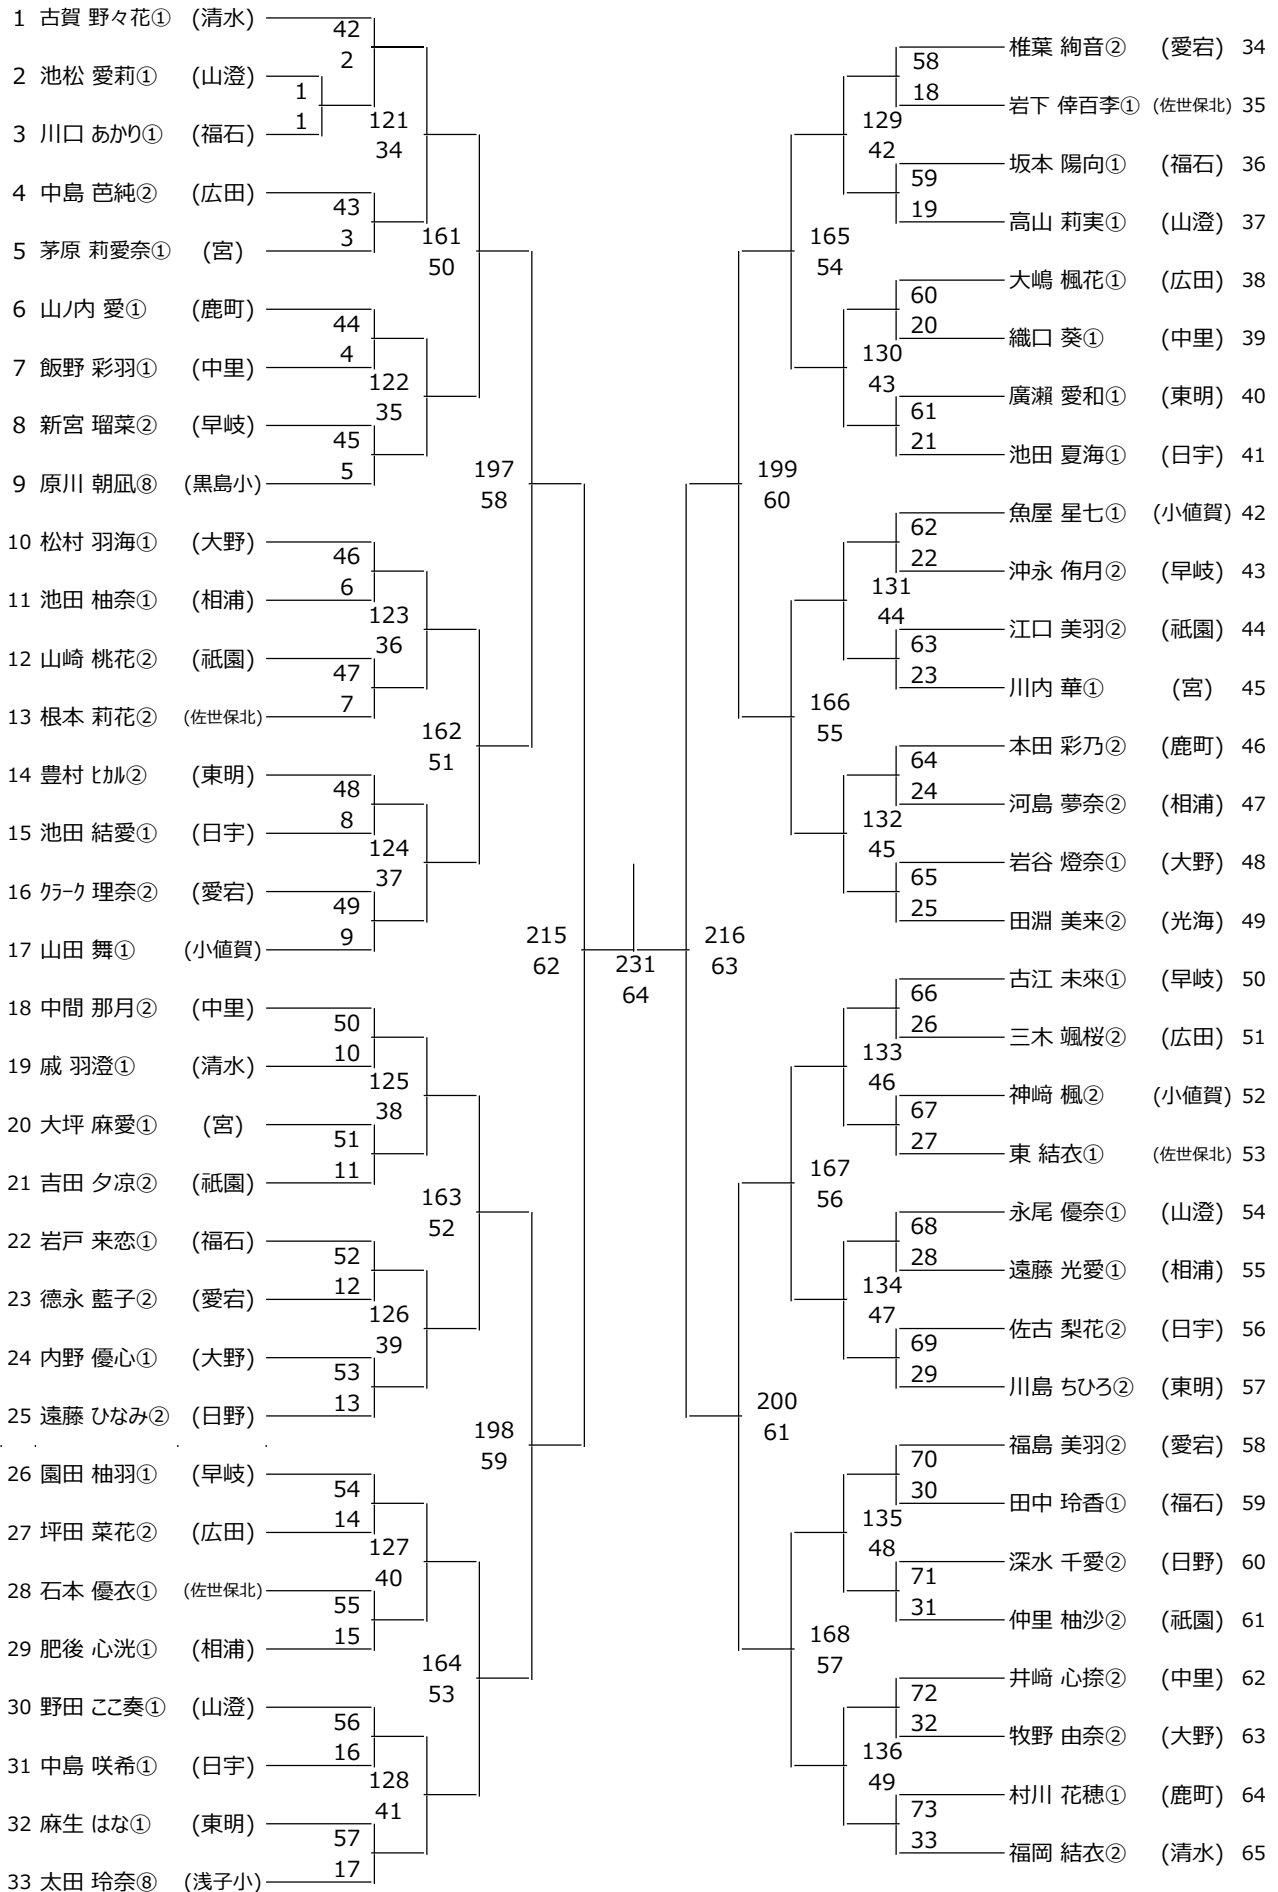 1 古賀 野々花① (清水)
2 池松 愛莉① (山澄)
3 川口 あかり① (福石)
4 中島 芭純② (広田)
5 茅原 莉愛奈① (宮)
6 山ノ内 愛① (鹿町)
7 飯野 彩羽① (中里)
8 新宮 瑠菜② (早岐)
9 原川 朝凪⑧ (黒島小)
10 松村 羽海① (大野)
11 池田 柚奈① (相浦)
12 山崎 桃花② (祇園)
13 根本 莉花② (佐世保北)
14 豊村 ヒカル② (東明)
15 池田 結愛① (日宇)
16 クラーク 理奈② (愛宕)
17 山田 舞① (小値賀)
18 中間 那月② (中里)
19 戚 羽澄① (清水)
20 大坪 麻愛① (宮)
21 吉田 夕凉② (祇園)
22 岩戸 来恋① (福石)
23 德永 藍子② (愛宕)
24 内野 優心① (大野)
25 遠藤 ひなみ② (日野)
26 園田 柚羽① (早岐)
27 坪田 菜花② (広田)
28 石本 優衣① (佐世保北)
29 肥後 心洸① (相浦)
30 野田 ここ奏① (山澄)
31 中島 咲希① (日宇)
32 麻生 はな① (東明)
33 太田 玲奈⑧ (浅子小)
1
1
42
2
43
3
44
4
45
5
46
6
47
7
48
8
49
9
50
10
51
11
52
12
53
13
54
14
55
15
56
16
57
17
121
34
122
35
123
36
124
37
125
38
126
39
127
40
128
41
161
50
162
51
163
52
164
53
197
58
198
59
215
62
231
64
216
63
199
60
200
61
165
54
166
55
167
56
168
57
129
42
130
43
131
44
132
45
133
46
134
47
135
48
136
49
58
18
59
19
60
20
61
21
62
22
63
23
64
24
65
25
66
26
67
27
68
28
69
29
70
30
71
31
72
32
73
33
椎葉 絢音② (愛宕) 34
岩下 倖百李① (佐世保北) 35
坂本 陽向① (福石) 36
高山 莉実① (山澄) 37
大嶋 楓花① (広田) 38
織口 葵① (中里) 39
廣瀨 愛和① (東明) 40
池田 夏海① (日宇) 41
魚屋 星七① (小値賀) 42
沖永 侑月② (早岐) 43
江口 美羽② (祇園) 44
川内 華① (宮) 45
本田 彩乃② (鹿町) 46
河島 夢奈② (相浦) 47
岩谷 燈奈① (大野) 48
田淵 美来② (光海) 49
古江 未來① (早岐) 50
三木 颯桜② (広田) 51
神﨑 楓② (小値賀) 52
東 結衣① (佐世保北) 53
永尾 優奈① (山澄) 54
遠藤 光愛① (相浦) 55
佐古 梨花② (日宇) 56
川島 ちひろ② (東明) 57
福島 美羽② (愛宕) 58
田中 玲香① (福石) 59
深水 千愛② (日野) 60
仲里 柚沙② (祇園) 61
井﨑 心捺② (中里) 62
牧野 由奈② (大野) 63
村川 花穂① (鹿町) 64
福岡 結衣② (清水) 65